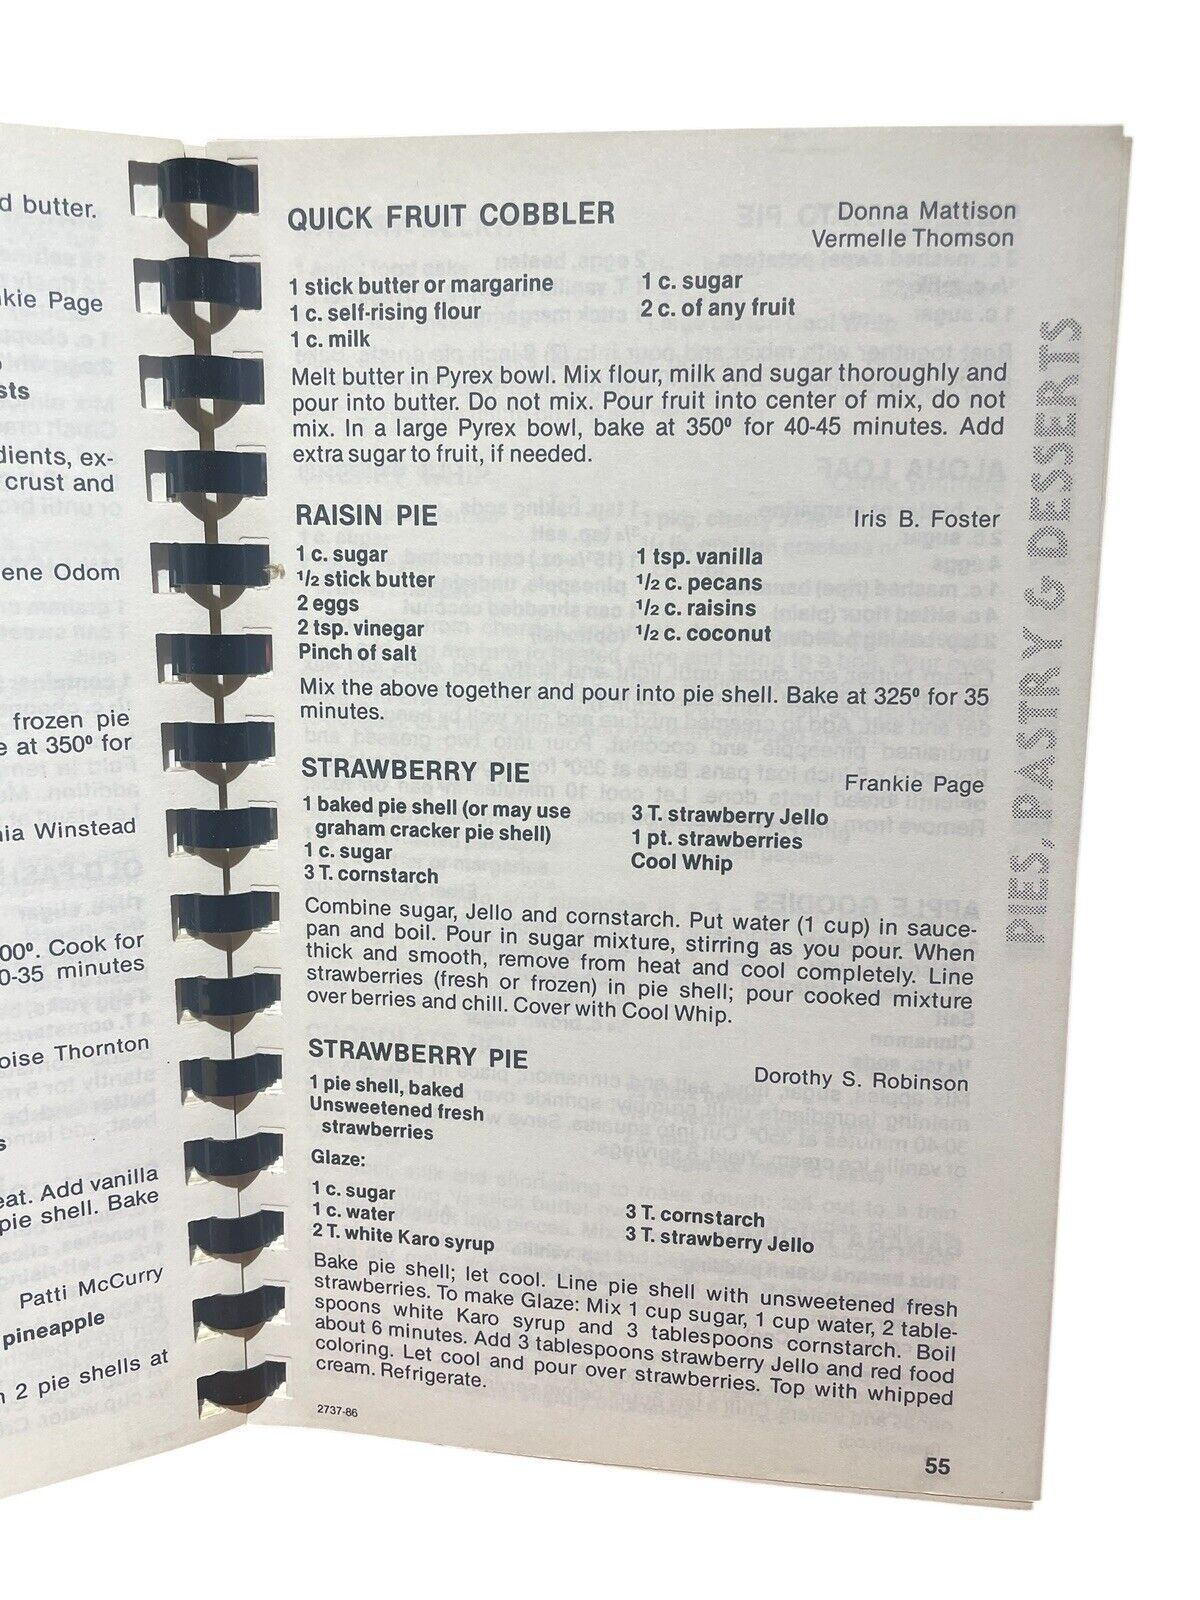 d butter.
kie Page
sts
dients, ex-
crust and
ene Odom
frozen pie
e at 350⁰ for
ia Winstead
00⁰. Cook for
0-35 minutes
oise Thornton
s
eat. Add vanilla
pie shell. Bake
Patti McCurry
pineapple
n 2 pie shells at
QUICK FRUIT COBBLER
Donna Mattison
Vermelle Thomson
1 stick butter or margarine
1 c. self-rising flour
1 c. milk
1 c. sugar
2 c. of any fruit
Melt butter in Pyrex bowl. Mix flour, milk and sugar thoroughly and
pour into butter. Do not mix. Pour fruit into center of mix, do not
mix. In a large Pyrex bowl, bake at 350⁰ for 40-45 minutes. Add
extra sugar to fruit, if needed.
RAISIN PIE
Iris B. Foster
1 c. sugar
1/2 stick butter
2 eggs
2 tsp. vinegar
Pinch of salt
1 tsp. vanilla
1/2 c. pecans
1/2 c. raisins
1/2 c. coconut
Mix the above together and pour into pie shell. Bake at 325⁰ for 35
minutes.
STRAWBERRY PIE
Frankie Page
1 baked pie shell (or may use
graham cracker pie shell)
1 c. sugar
3 T. cornstarch
3 T. strawberry Jello
1 pt. strawberries
Cool Whip
Combine sugar, Jello and cornstarch. Put water (1 cup) in sauce-
pan and boil. Pour in sugar mixture, stirring as you pour. When
thick and smooth, remove from heat and cool completely. Line
strawberries (fresh or frozen) in pie shell; pour cooked mixture
over berries and chill. Cover with Cool Whip.
STRAWBERRY PIE
Dorothy S. Robinson
1 pie shell, baked
Unsweetened fresh
strawberries
Glaze:
1 c. sugar
1 c. water
2 T. white Karo syrup
3 T. cornstarch
3 T. strawberry Jello
Bake pie shell; let cool. Line pie shell with unsweetened fresh
strawberries. To make Glaze: Mix 1 cup sugar, 1 cup water, 2 table-
spoons white Karo syrup and 3 tablespoons cornstarch. Boil
about 6 minutes. Add 3 tablespoons strawberry Jello and red food
coloring. Let cool and pour over strawberries. Top with whipped
cream. Refrigerate.
2737-86
55
PIES, PASTRY & DESSERTS